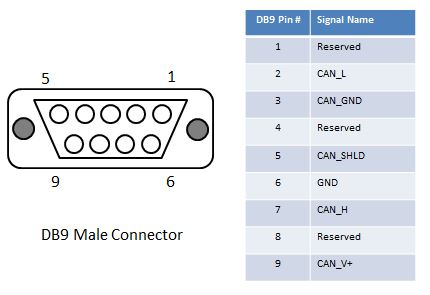 5 1
9 6
DB9 Male Connector
DB9 Pin # Signal Name
1 Reserved
2 CAN_L
3 CAN_GND
4 Reserved
5 CAN_SHLD
6 GND
7 CAN_H
8 Reserved
9 CAN_V+